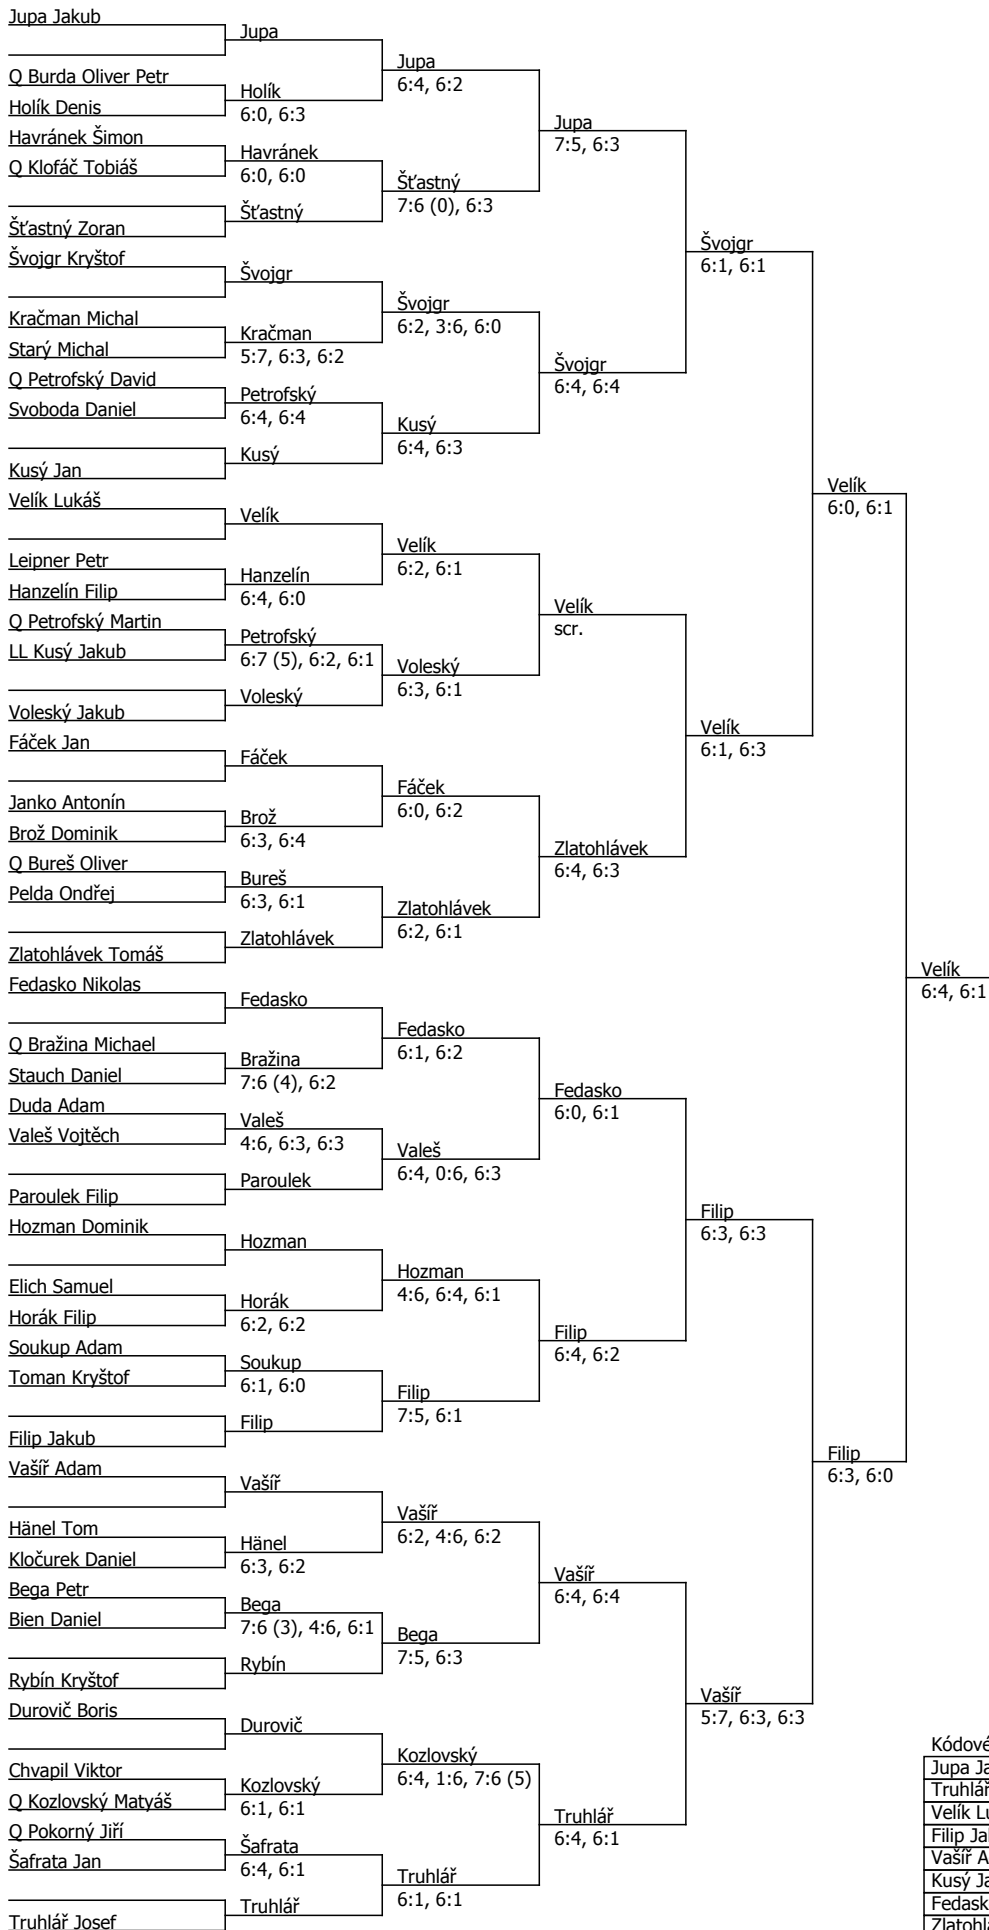 Jupa Jakub
Q Burda Oliver Petr
Holík Denis
Havránek Šimon
Q Klofáč Tobiáš
Šťastný Zoran
Švojgr Kryštof
Kračman Michal
Starý Michal
Q Petrofský David
Svoboda Daniel
Kusý Jan
Velík Lukáš
Leipner Petr
Hanzelín Filip
Q Petrofský Martin
LL Kusý Jakub
Voleský Jakub
Fáček Jan
Janko Antonín
Brož Dominik
Q Bureš Oliver
Pelda Ondřej
Zlatohlávek Tomáš
Fedasko Nikolas
Q Bražina Michael
Stauch Daniel
Duda Adam
Valeš Vojtěch
Paroulek Filip
Hozman Dominik
Elich Samuel
Horák Filip
Soukup Adam
Toman Kryštof
Filip Jakub
Vašíř Adam
Hänel Tom
Kločurek Daniel
Bega Petr
Bien Daniel
Rybín Kryštof
Durovič Boris
Chvapil Viktor
Q Kozlovský Matyáš
Q Pokorný Jiří
Šafrata Jan
Truhlář Josef
Jupa
Holík
6:0, 6:3
Havránek
6:0, 6:0
Šťastný
Švojgr
Kračman
5:7, 6:3, 6:2
Petrofský
6:4, 6:4
Kusý
Velík
Hanzelín
6:4, 6:0
Petrofský
6:7 (5), 6:2, 6:1
Voleský
Fáček
Brož
6:3, 6:4
Bureš
6:3, 6:1
Zlatohlávek
Fedasko
Bražina
7:6 (4), 6:2
Valeš
4:6, 6:3, 6:3
Paroulek
Hozman
Horák
6:2, 6:2
Soukup
6:1, 6:0
Filip
Vašíř
Hänel
6:3, 6:2
Bega
7:6 (3), 4:6, 6:1
Rybín
Durovič
Kozlovský
6:1, 6:1
Šafrata
6:4, 6:1
Truhlář
Jupa
6:4, 6:2
Šťastný
7:6 (0), 6:3
Švojgr
6:2, 3:6, 6:0
Kusý
6:4, 6:3
Velík
6:2, 6:1
Voleský
6:3, 6:1
Fáček
6:0, 6:2
Zlatohlávek
6:2, 6:1
Fedasko
6:1, 6:2
Valeš
6:4, 0:6, 6:3
Hozman
4:6, 6:4, 6:1
Filip
7:5, 6:1
Vašíř
6:2, 4:6, 6:2
Bega
7:5, 6:3
Kozlovský
6:4, 1:6, 7:6 (5)
Truhlář
6:1, 6:1
Jupa
7:5, 6:3
Švojgr
6:4, 6:4
Velík
scr.
Zlatohlávek
6:4, 6:3
Fedasko
6:0, 6:1
Filip
6:4, 6:2
Vašíř
6:4, 6:4
Truhlář
6:4, 6:1
Švojgr
6:1, 6:1
Velík
6:1, 6:3
Filip
6:3, 6:3
Vašíř
5:7, 6:3, 6:3
Velík
6:0, 6:1
Filip
6:3, 6:0
Velík
6:4, 6:1
Kódové
Jupa Ja
Truhlář
Velík Lu
Filip Jak
Vašíř A
Kusý Ja
Fedask
Zlatohlá